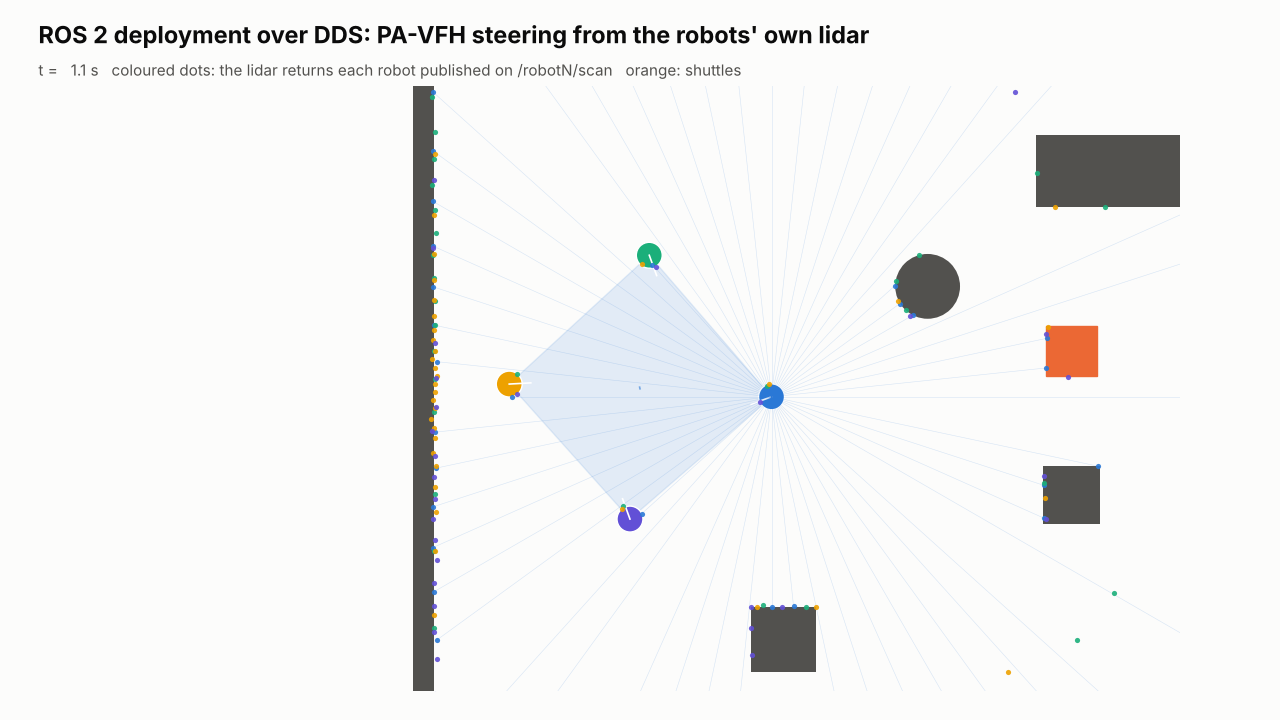 ROS 2 deployment over DDS: PA-VFH steering from the robots' own lidar
t = 1.1 s coloured dots: the lidar returns each robot published on /robotN/scan orange: shuttles